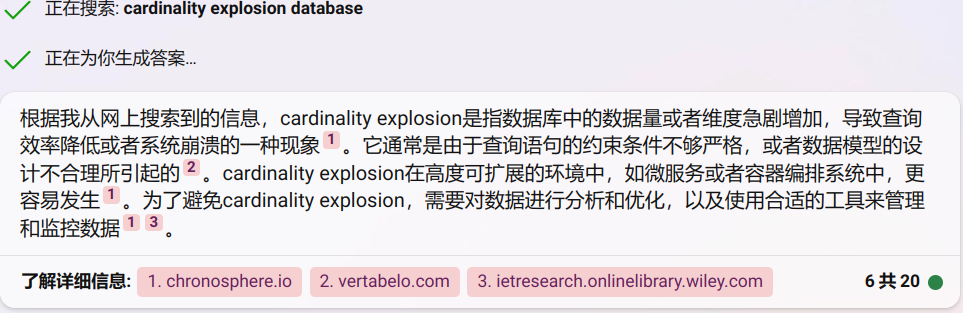 正在搜索: cardinality explosion database
正在为你生成答案...
根据我从网上搜索到的信息，cardinality explosion是指数据库中的数据量或者维度急剧增加，导致查询
效率降低或者系统崩溃的一种现象 1 。它通常是由于查询语句的约束条件不够严格，或者数据模型的设
计不合理所引起的 2 。cardinality explosion在高度可扩展的环境中，如微服务或者容器编排系统中，更
容易发生 1 。为了避免cardinality explosion，需要对数据进行分析和优化，以及使用合适的工具来管理
和监控数据 1 3 。
了解详细信息: 1. chronosphere.io 2. vertabelo.com 3. ietresearch.onlinelibrary.wiley.com 6 共 20